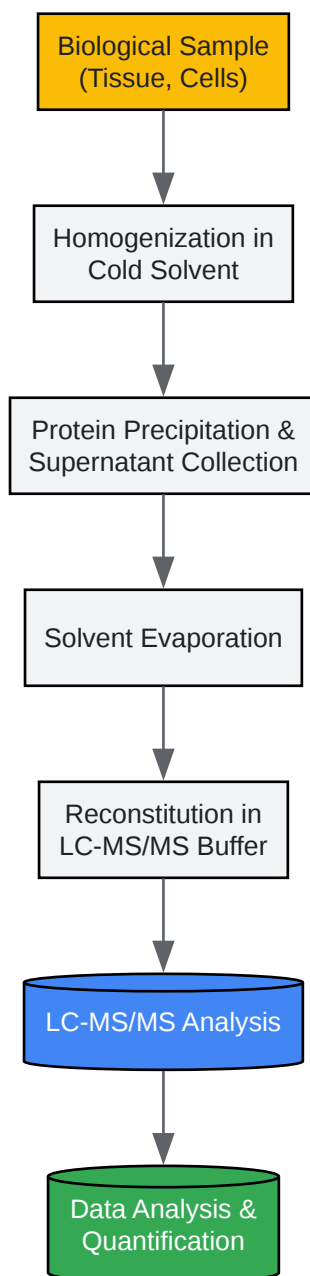 Biological Sample
(Tissue, Cells)
Homogenization in
Cold Solvent
Protein Precipitation &
Supernatant Collection
Solvent Evaporation
Reconstitution in
LC-MS/MS Buffer
LC-MS/MS Analysis
Data Analysis &
Quantification